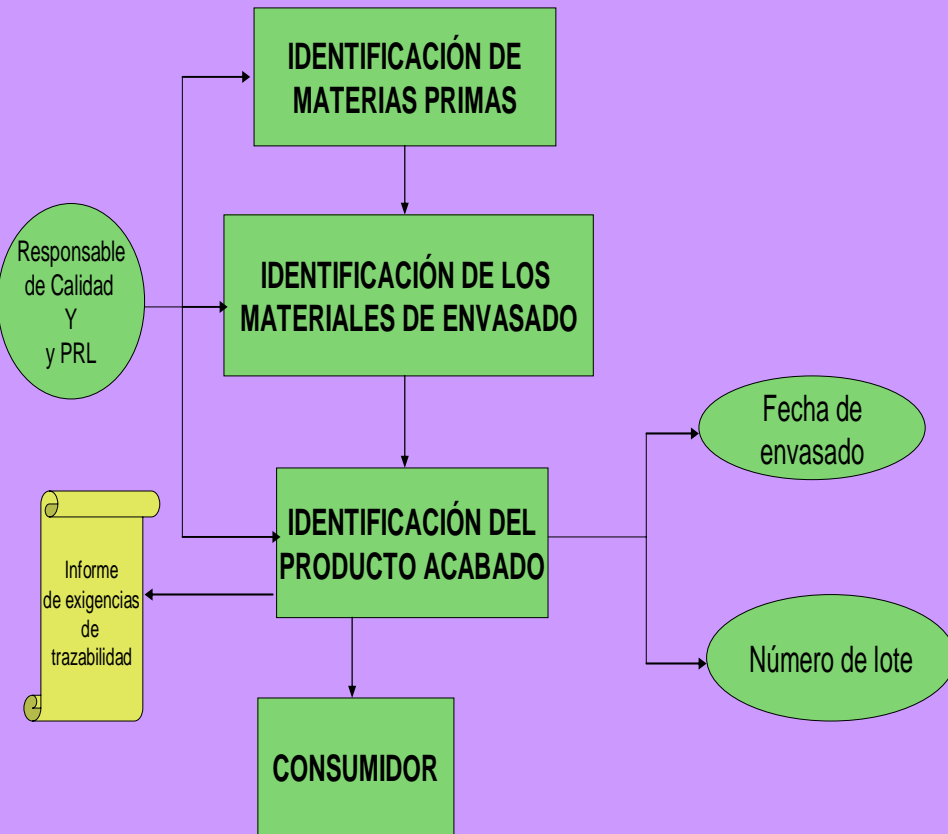 IDENTIFICACIÓN DE
MATERIAS PRIMAS
Responsable
de Calidad
Y
y PRL
IDENTIFICACIÓN DE LOS
MATERIALES DE ENVASADO
Fecha de
envasado
IDENTIFICACIÓN DEL
PRODUCTO ACABADO
Informe
de exigencias
de
trazabilidad
Número de lote
CONSUMIDOR